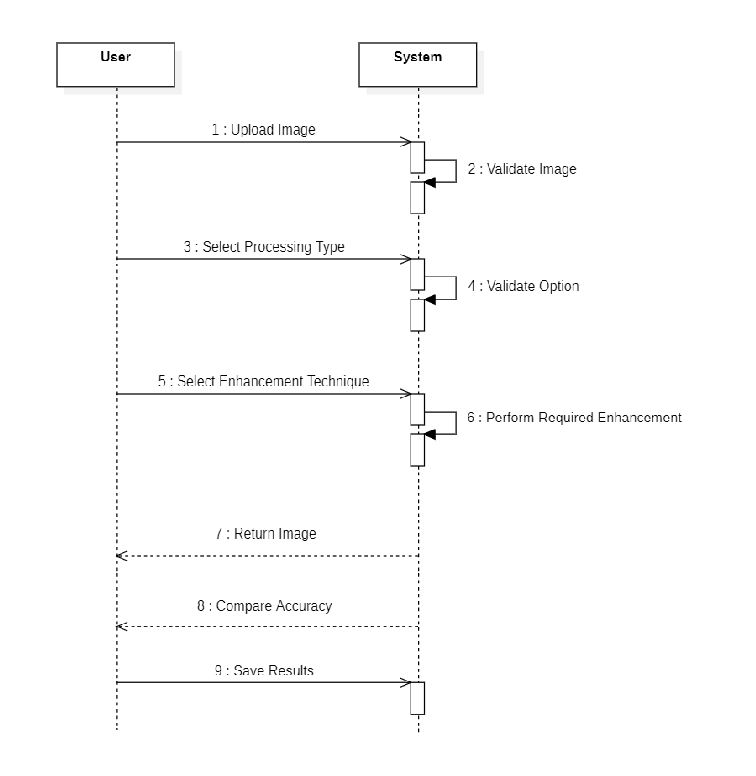 User
System
1 : Upload Image
2 : Validate Image
3 : Select Processing Type
4 : Validate Option
5 : Select Enhancement Technique
6 : Perform Required Enhancement
7 : Return Image
8 : Compare Accuracy
9 : Save Results